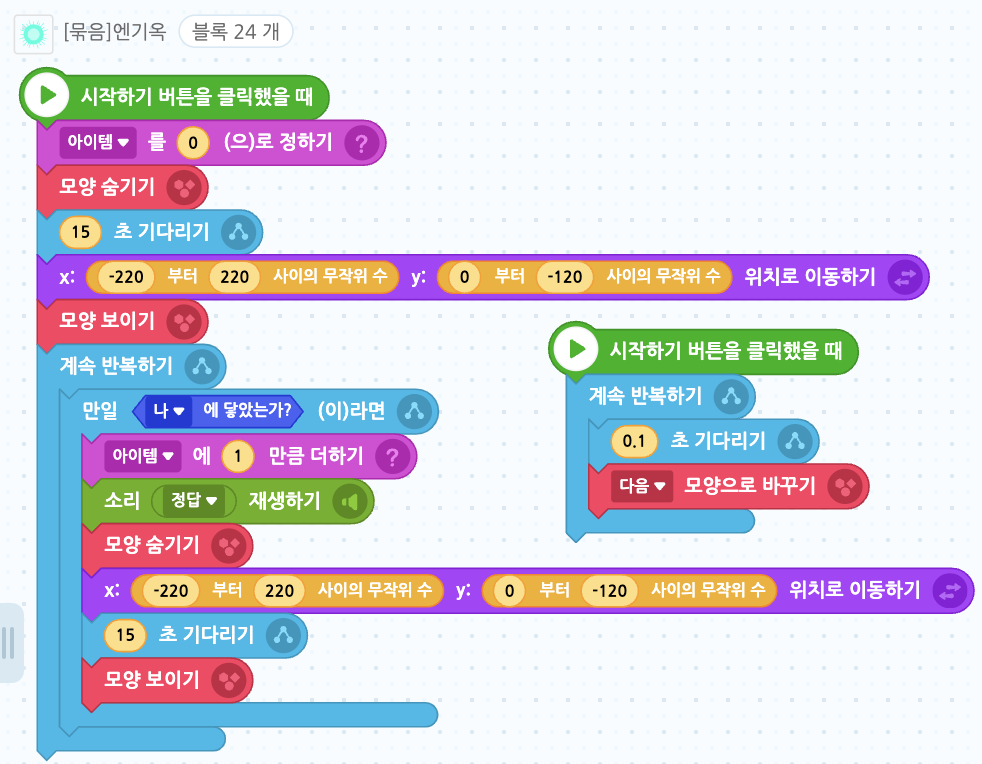 [묶음]엔기옥 블록 24 개
시작하기 버튼을 클릭했을 때
아이템 를 0 (으)로 정하기 ?
모양 숨기기
15 초 기다리기
x: -220 부터 220 사이의 무작위 수 y: 0 부터 -120 사이의 무작위 수 위치로 이동하기
모양 보이기
계속 반복하기
만일 나 에 닿았는가? (이)라면
아이템 에 1 만큼 더하기 ?
소리 정답 재생하기
모양 숨기기
x: -220 부터 220 사이의 무작위 수 y: 0 부터 -120 사이의 무작위 수 위치로 이동하기
15 초 기다리기
모양 보이기
시작하기 버튼을 클릭했을 때
계속 반복하기
0.1 초 기다리기
다음 모양으로 바꾸기